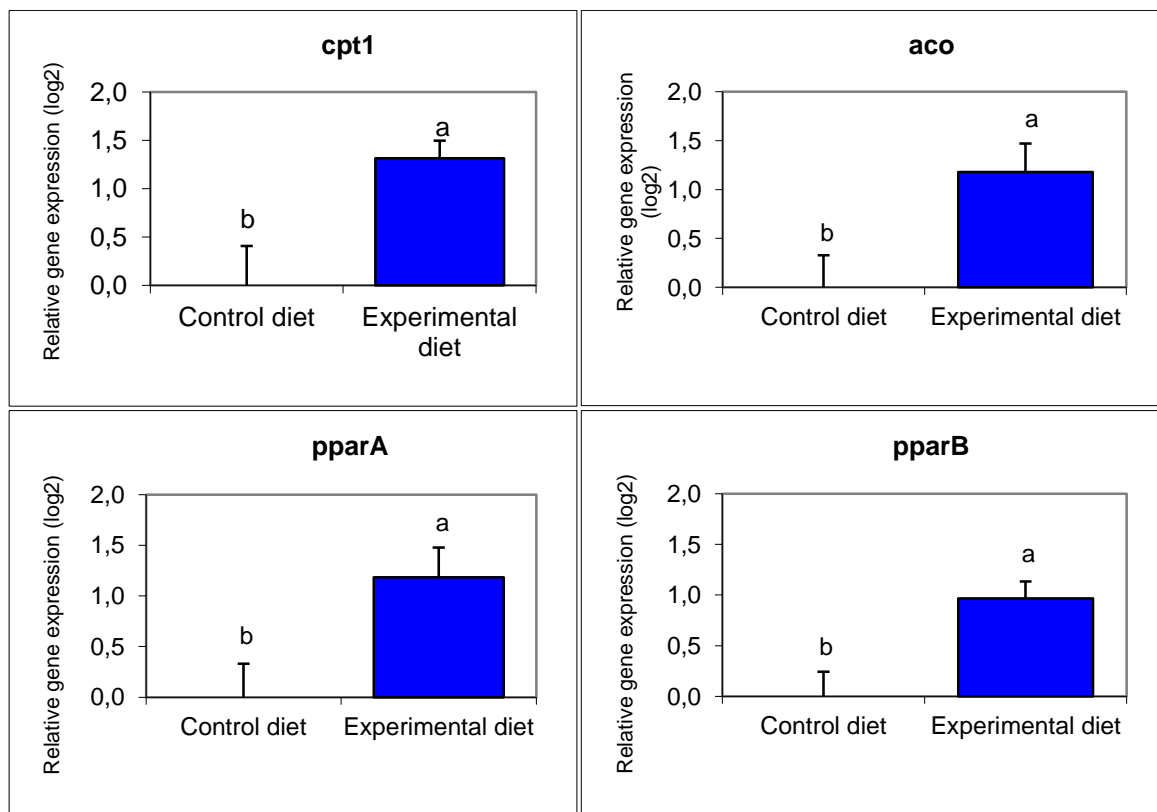 cpt1
Relative gene expression (log2)
2,0
1,5
1,0
0,5
0,0
b
a
Control diet
Experimental
diet
aco
Relative gene expression
(log2)
2,0
1,5
1,0
0,5
0,0
b
a
Control diet
Experimental diet
pparA
Relative gene expression (log2)
2,0
1,5
1,0
0,5
0,0
b
a
Control diet
Experimental diet
pparB
Relative gene expression (log2)
2,0
1,5
1,0
0,5
0,0
b
a
Control diet
Experimental diet